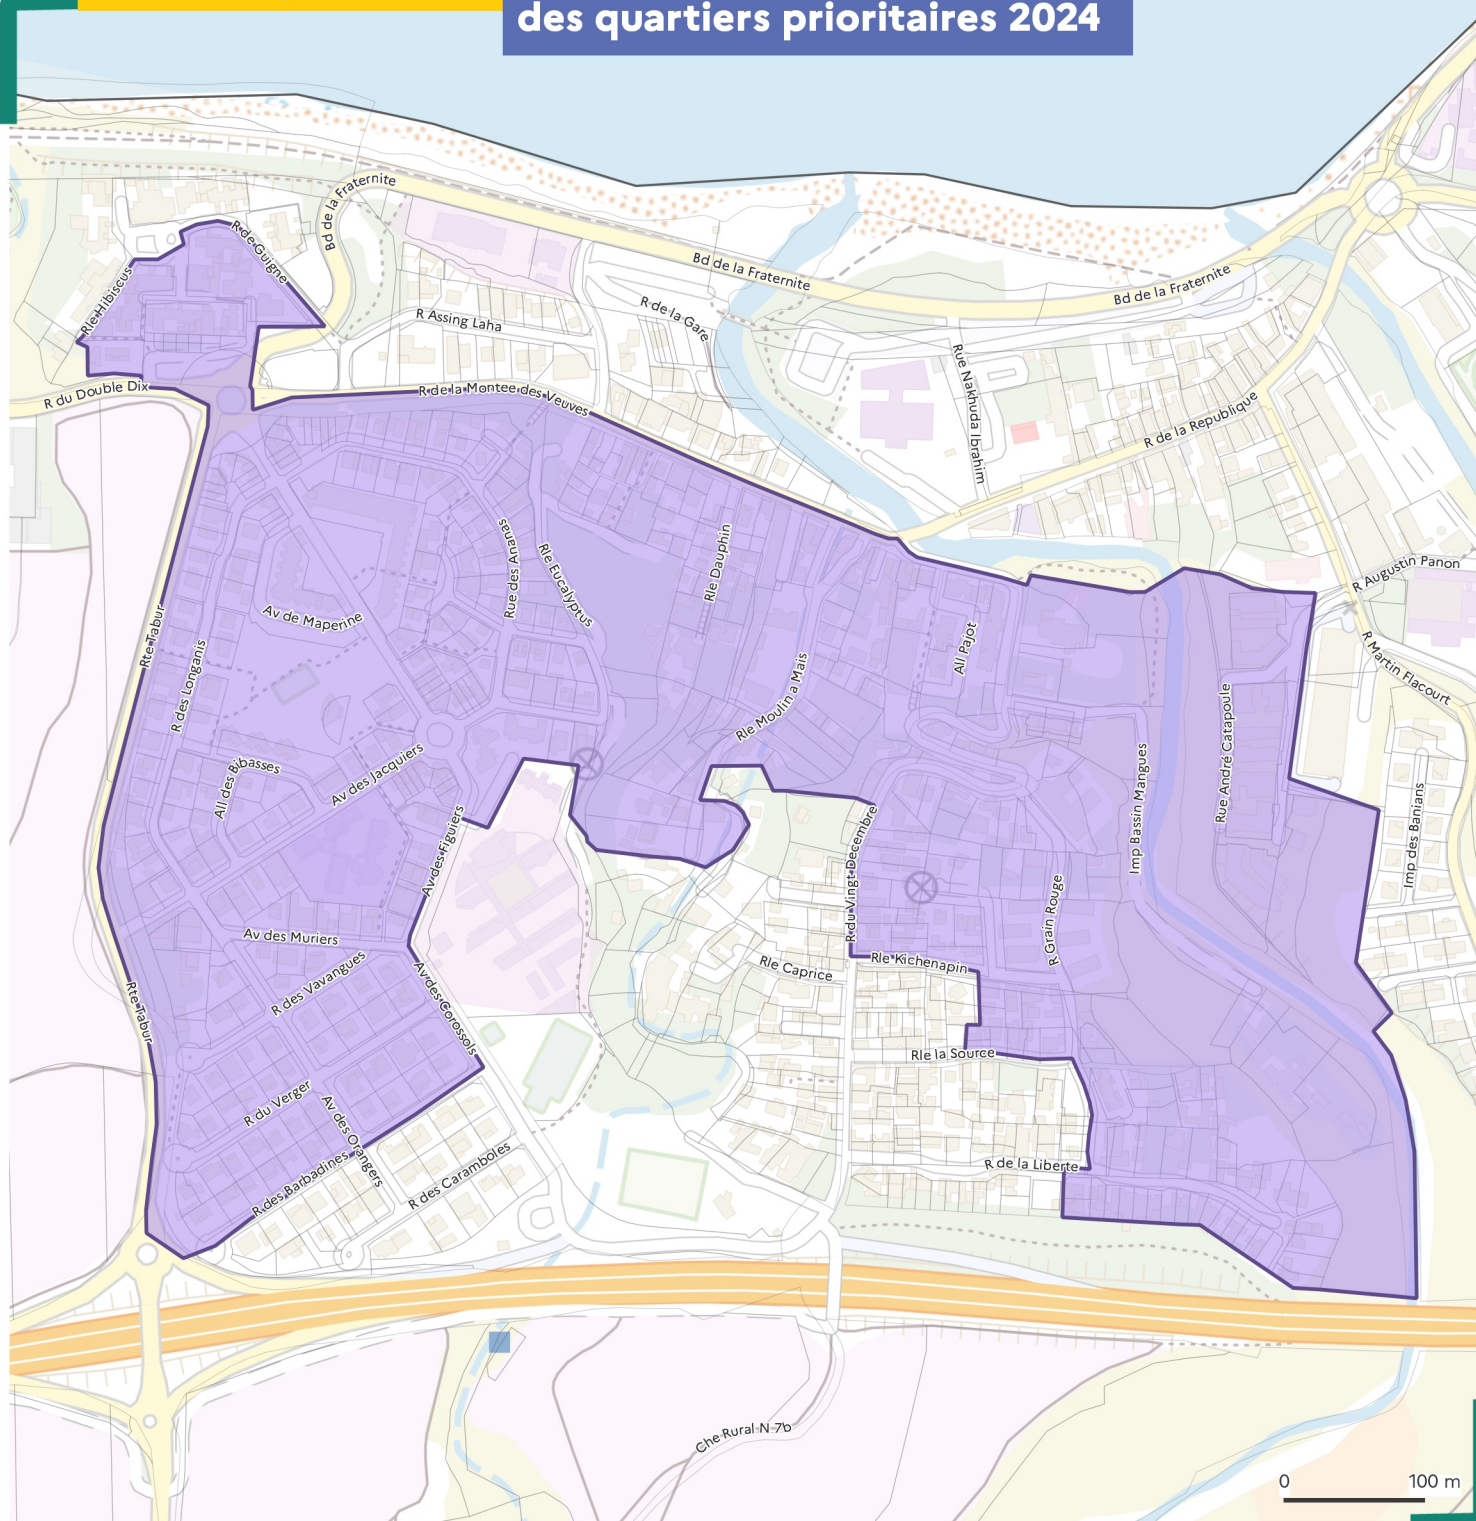 des quartiers prioritaires 2024
Bd de la Fraternite
R de Guigne
Rle Hibiscus
Bd de la Fraternite
Bd de la Fraternite
R de la Gare
R Assing Laha
Rue Nakhuda Ibrahim
R du Double Dix
R de la Montee des Veuves
R de la Republique
Rue des Ananas
Rle Eucalyptus
Rle Dauphin
R Augustin Panon
Av de Maperine
Rte Tabur
R des Longanis
All Pajot
R Martin Flacourt
Rle Moulin a Mais
Rue André Catapoule
Imp Bassin Mangues
All des Bibasses
Av des Jacquiers
Av des Figuiers
Imp des Banians
R du Vingt Decembre
R Grain Rouge
Av des Muriers
Rle Caprice
Rle Kichenapin
R des Vavangues
Av des Corossols
Rte Tabur
Rle la Source
R du Verger
Av des Orangers
R des Barbadines
R des Caramboles
R de la Liberte
Che Rural N 7b
0 100 m